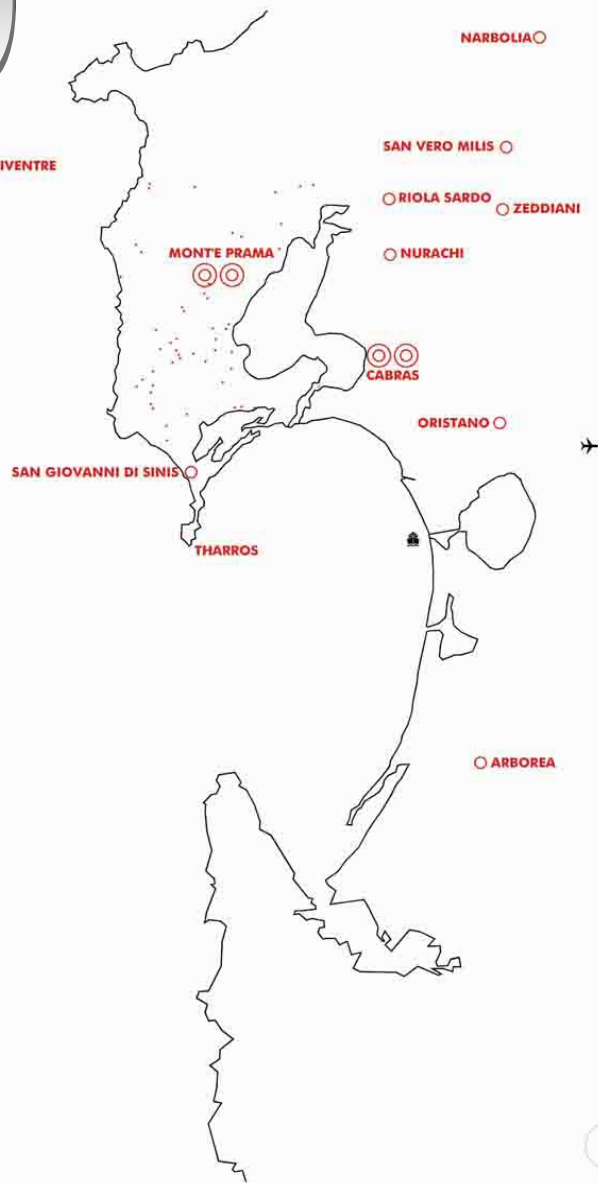 NARBOLIA
SAN VERO MILIS
IVENTRE
RIOLA SARDO
ZEDDIANI
MONT'E PRAMA
NURACHI
CABRAS
ORISTANO
SAN GIOVANNI DI SINIS
THARROS
ARBOREA